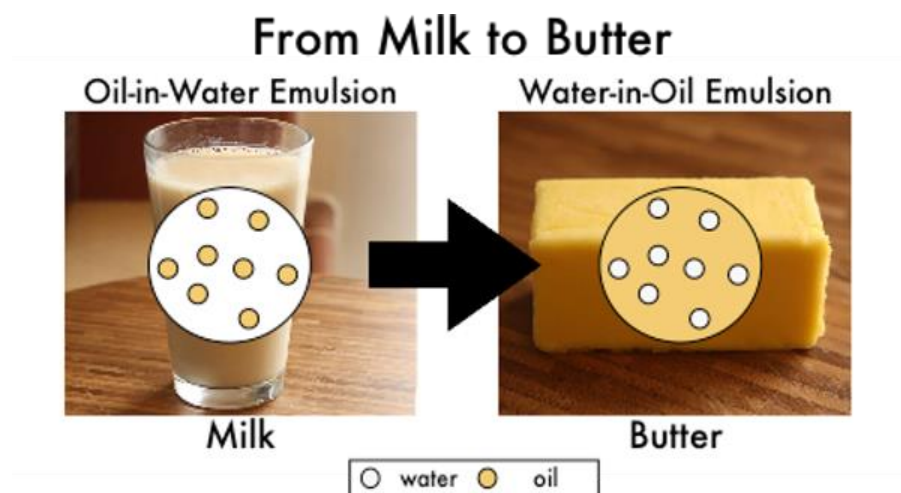 From Milk to Butter
Oil-in-Water Emulsion
Water-in-Oil Emulsion
Milk
Butter
water oil